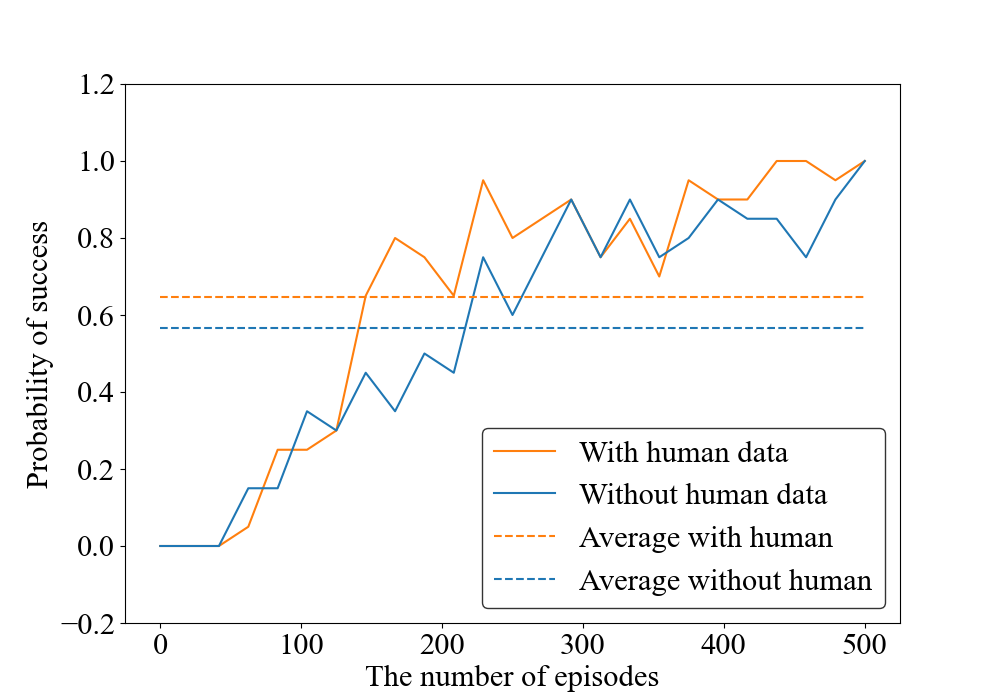 1.2
1.0
0.8
0.6
0.4
0.2
0.0
−0.2
Probability of success
With human data
Without human data
Average with human
Average without human
0 100 200 300 400 500
The number of episodes